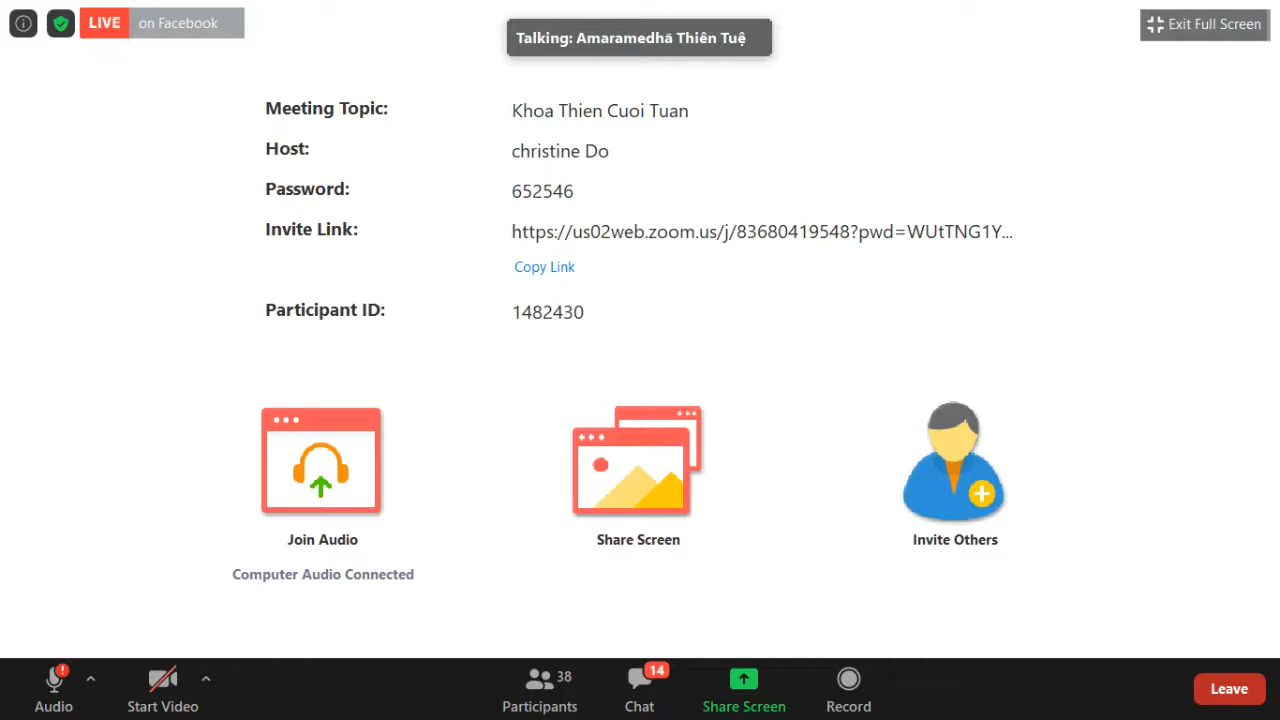 LIVE on Facebook
Talking: Amaramedhā Thiên Tuệ
Exit Full Screen
Meeting Topic: Khoa Thien Cuoi Tuan
Host: christine Do
Password: 652546
Invite Link: https://us02web.zoom.us/j/83680419548?pwd=WUtTNG1Y...
Copy Link
Participant ID: 1482430
Join Audio
Computer Audio Connected
Share Screen
Invite Others
Audio
Start Video
38
Participants
14
Chat
Share Screen
Record
Leave